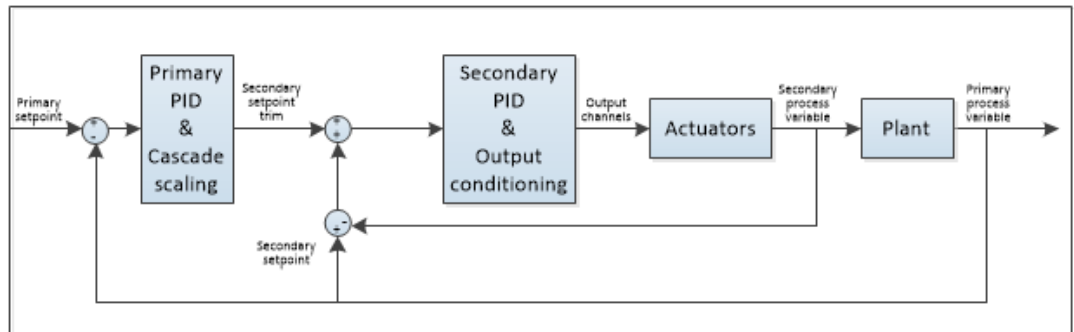 Primary
setpoint
+
-
Primary
PID
&
Cascade
scaling
Secondary
setpoint
trim
+
+
Secondary
PID
&
Output
conditioning
Output
channels
Actuators
Secondary
process
variable
Plant
Primary
process
variable
-
+
Secondary
setpoint